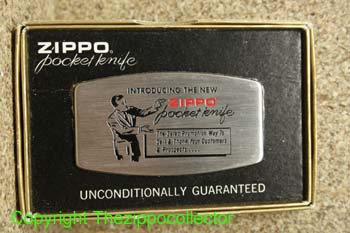 ZIPPO®
pocket knife
INTRODUCING THE NEW
ZIPPO
pocket knife
The Sales Promotion Way To
Sell & Thank Your Customers
& Prospects ....
UNCONDITIONALLY GUARANTEED
Copyright Thezippocollector